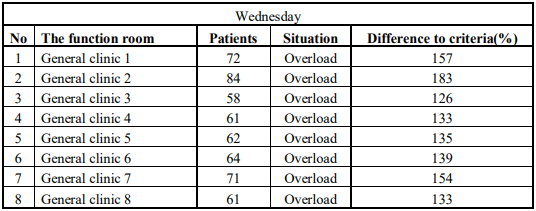 Wednesday
No The function room Patients Situation Difference to criteria(%)
1 General clinic 1 72 Overload 157
2 General clinic 2 84 Overload 183
3 General clinic 3 58 Overload 126
4 General clinic 4 61 Overload 133
5 General clinic 5 62 Overload 135
6 General clinic 6 64 Overload 139
7 General clinic 7 71 Overload 154
8 General clinic 8 61 Overload 133